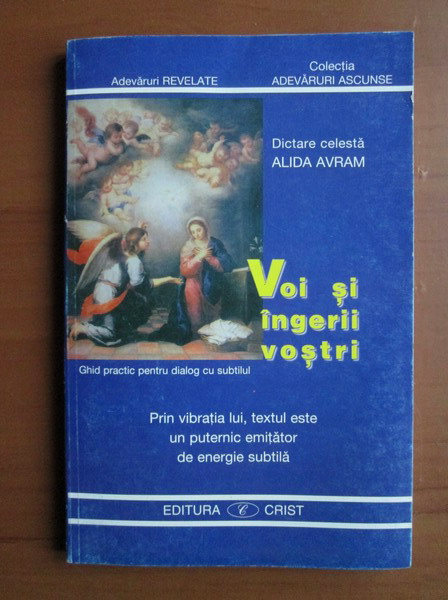 Adevăruri REVELATE
Colecția
ADEVĂRURI ASCUNSE
Dictare celestă
ALIDA AVRAM
Voi și
îngerii
voștri
Ghid practic pentru dialog cu subtilul
Prin vibrația lui, textul este
un puternic emițător
de energie subtilă
EDITURA C CRIST